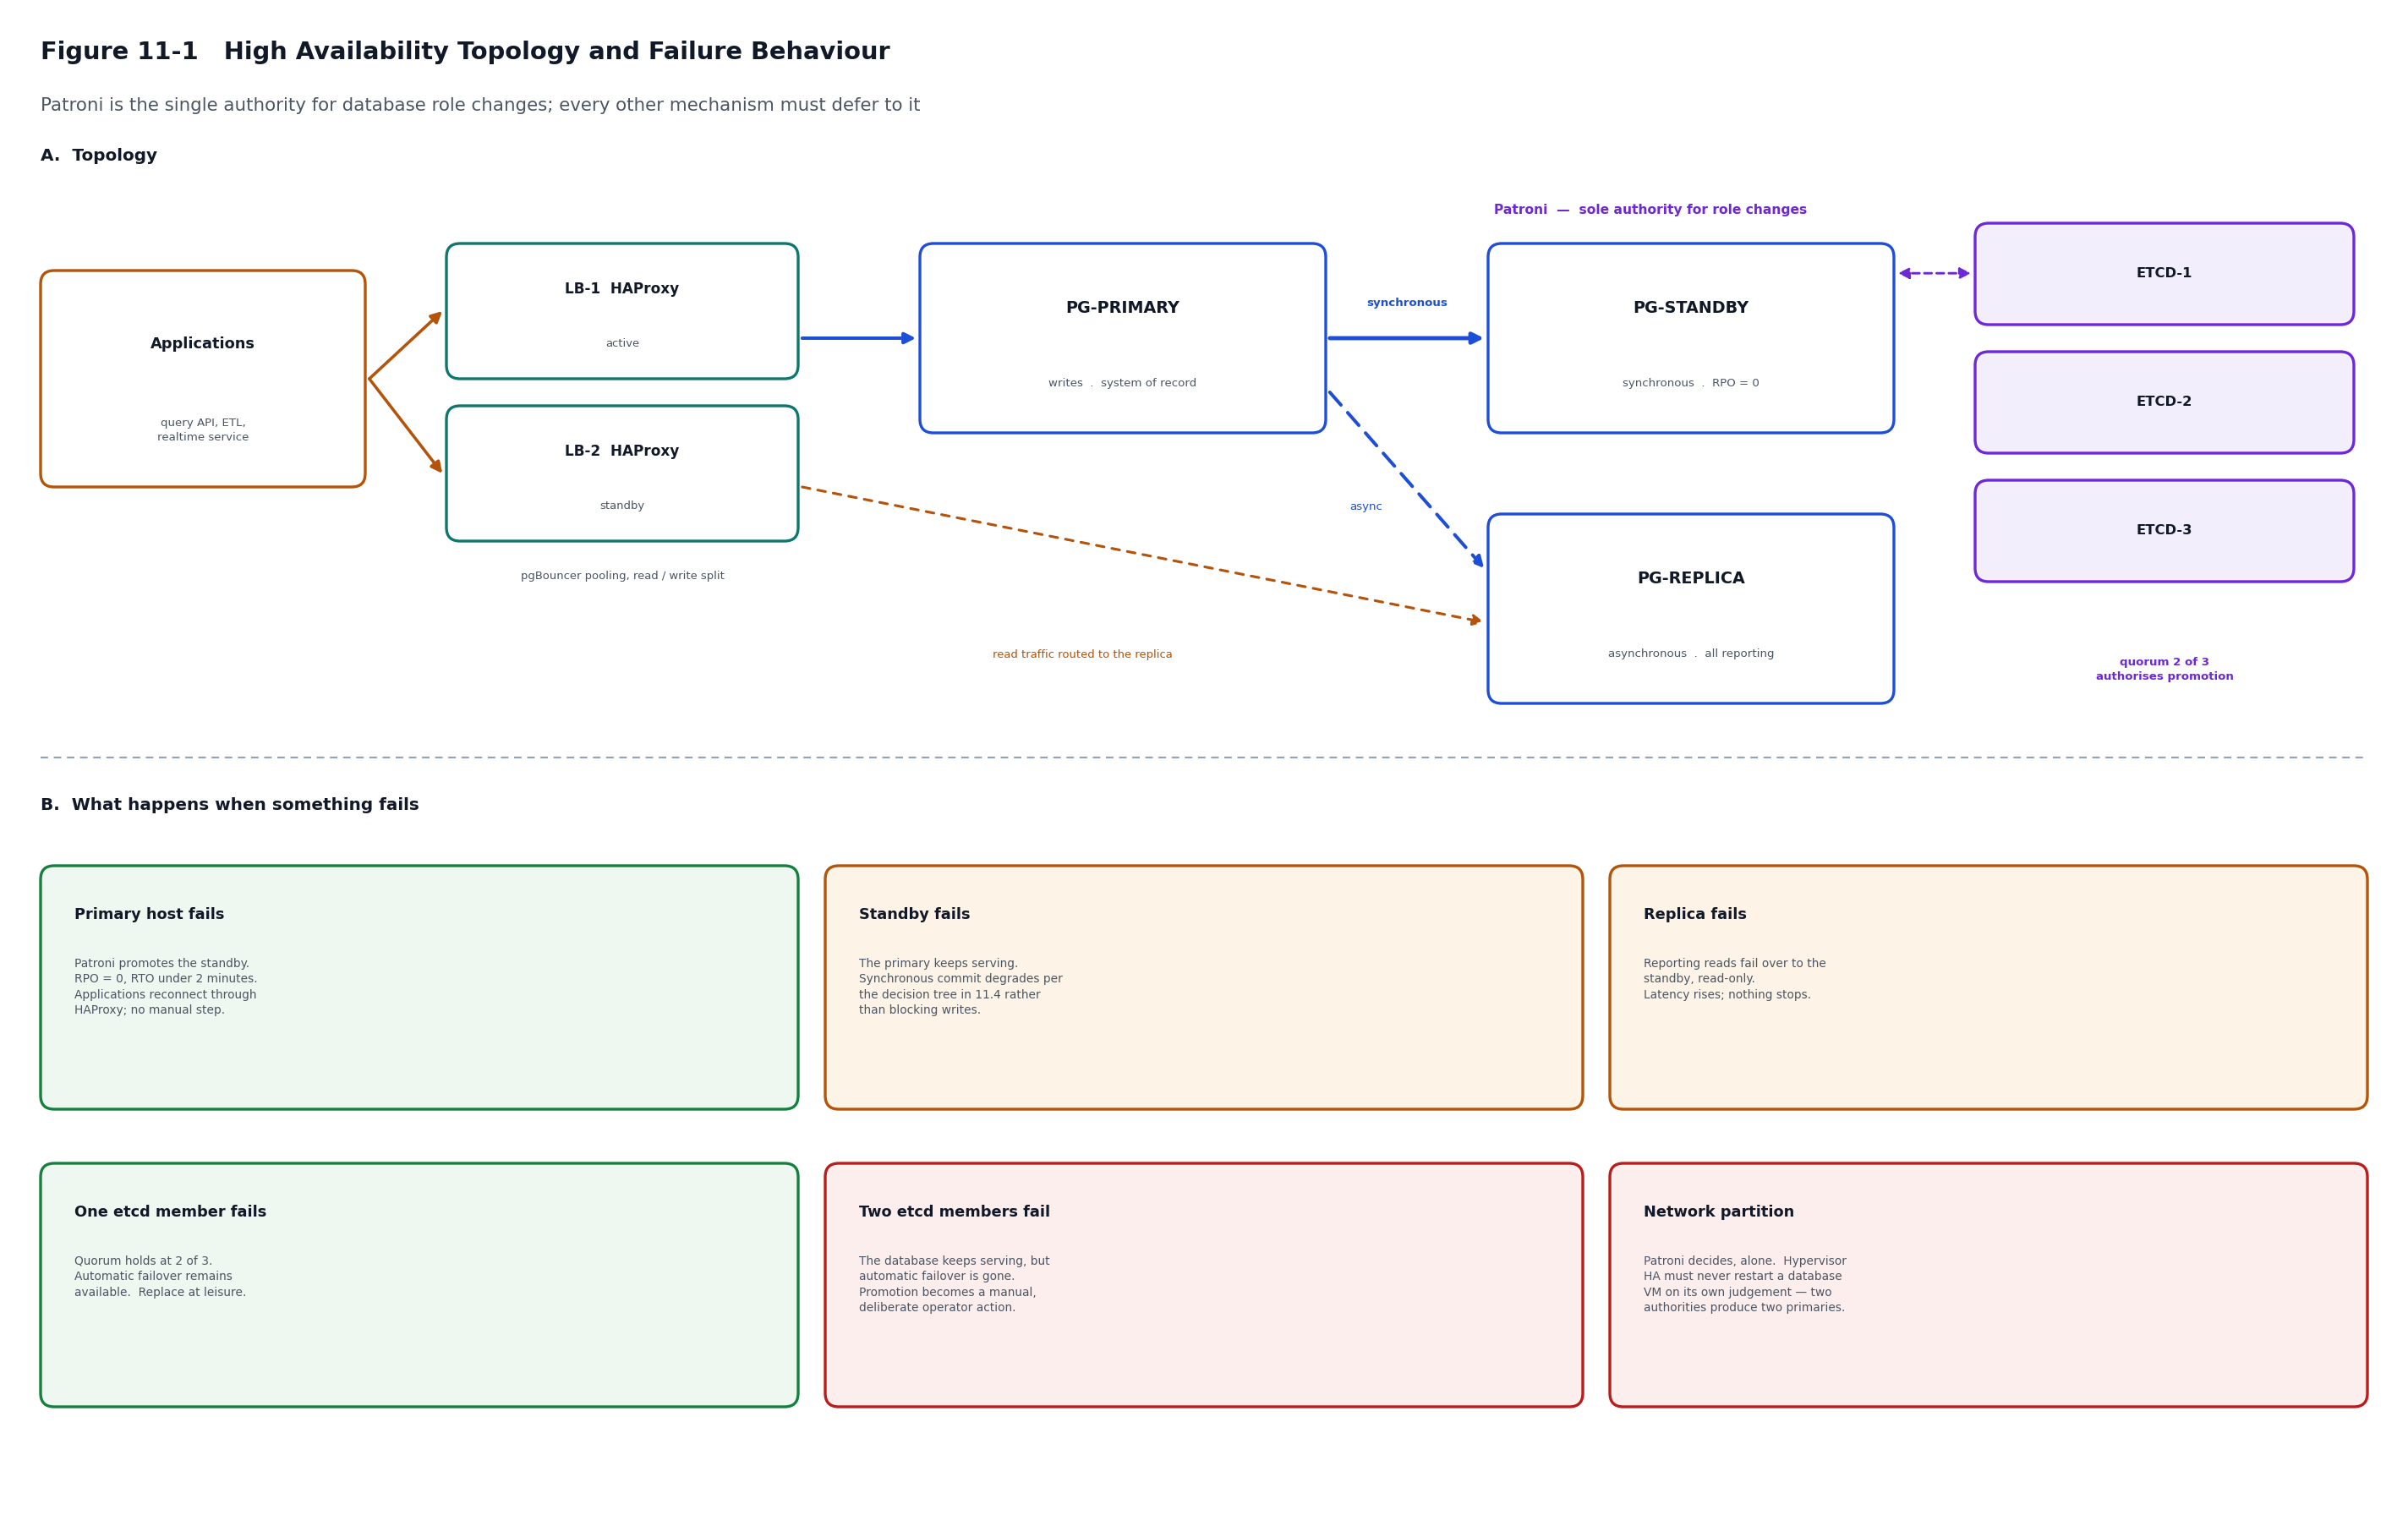 Figure 11-1   High Availability Topology and Failure Behaviour
Patroni is the single authority for database role changes; every other mechanism must defer to it
A.  Topology
Patroni  —  sole authority for role changes
Applications
query API, ETL,
realtime service
LB-1  HAProxy
active
LB-2  HAProxy
standby
pgBouncer pooling, read / write split
PG-PRIMARY
writes  .  system of record
synchronous
async
read traffic routed to the replica
PG-STANDBY
synchronous  .  RPO = 0
PG-REPLICA
asynchronous  .  all reporting
ETCD-1
ETCD-2
ETCD-3
quorum 2 of 3
authorises promotion
B.  What happens when something fails
Primary host fails
Patroni promotes the standby.
RPO = 0, RTO under 2 minutes.
Applications reconnect through
HAProxy; no manual step.
Standby fails
The primary keeps serving.
Synchronous commit degrades per
the decision tree in 11.4 rather
than blocking writes.
Replica fails
Reporting reads fail over to the
standby, read-only.
Latency rises; nothing stops.
One etcd member fails
Quorum holds at 2 of 3.
Automatic failover remains
available.  Replace at leisure.
Two etcd members fail
The database keeps serving, but
automatic failover is gone.
Promotion becomes a manual,
deliberate operator action.
Network partition
Patroni decides, alone.  Hypervisor
HA must never restart a database
VM on its own judgement — two
authorities produce two primaries.